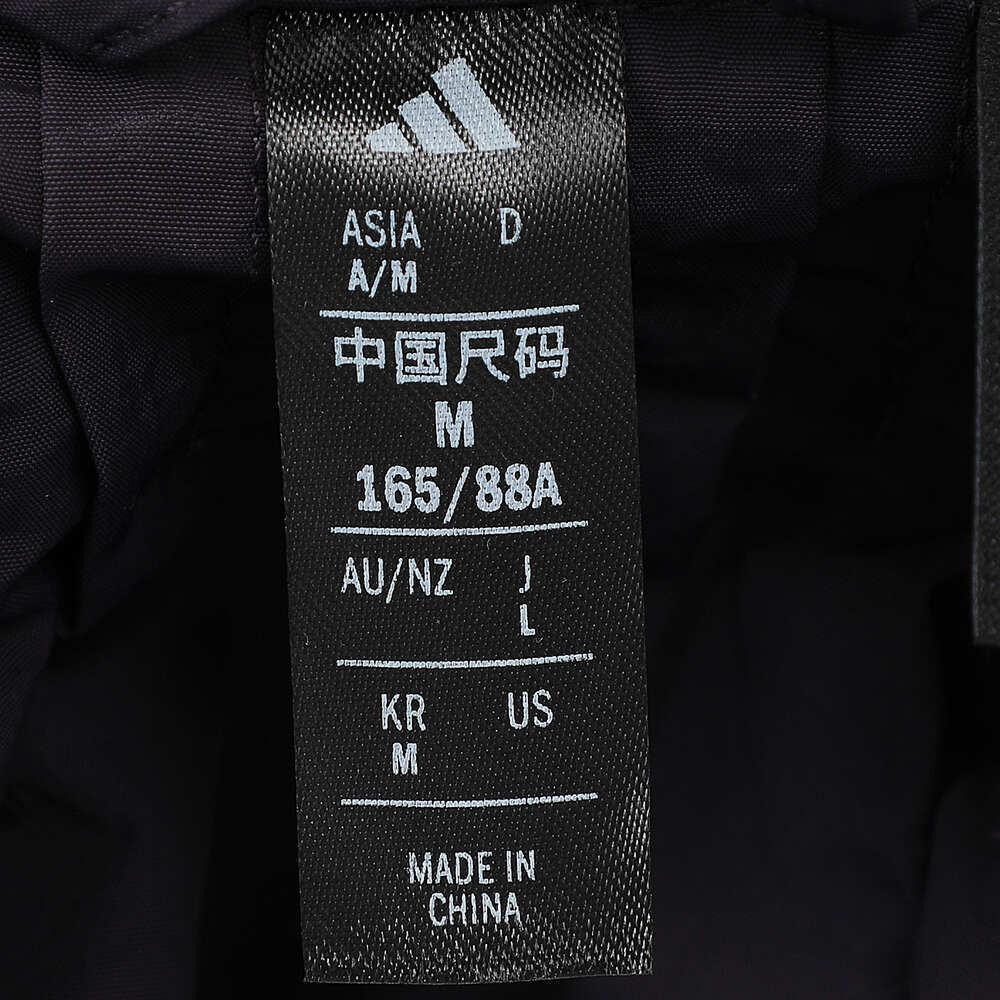 ASIA D
A/M
中国尺码
M
165/88A
AU/NZ J
L
KR US
M
MADE IN
CHINA